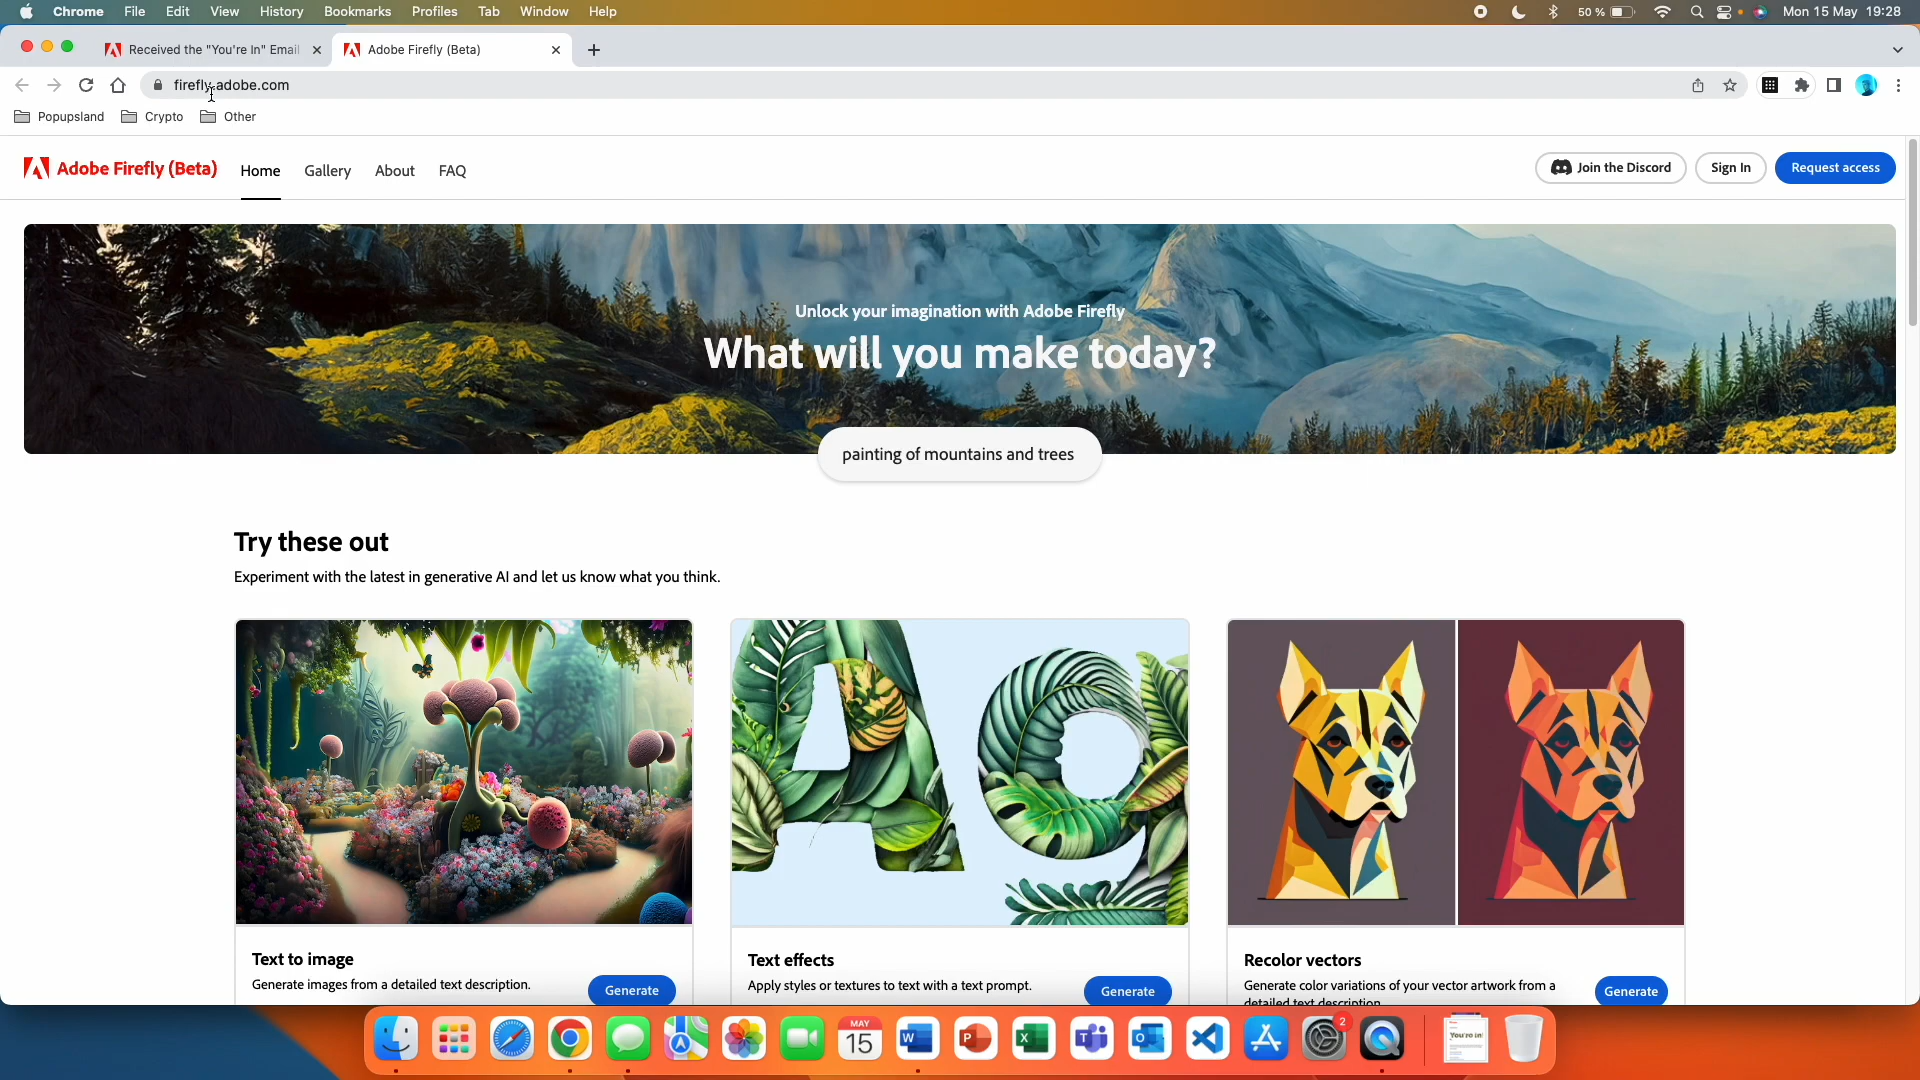 Chrome File Edit View History Bookmarks Profiles Tab Window Help 50 % Mon 15 May 19:28
Received the "You're In" Email Adobe Firefly (Beta)
firefly.adobe.com
Popupsland Crypto Other
Adobe Firefly (Beta) Home Gallery About FAQ Join the Discord Sign In Request access
Unlock your imagination with Adobe Firefly
What will you make today?
painting of mountains and trees
Try these out
Experiment with the latest in generative AI and let us know what you think.
Text to image
Generate images from a detailed text description.
Generate
Text effects
Apply styles or textures to text with a text prompt.
Generate
Recolor vectors
Generate color variations of your vector artwork from a
detailed text description
Generate
MAY
15
2
You're in!